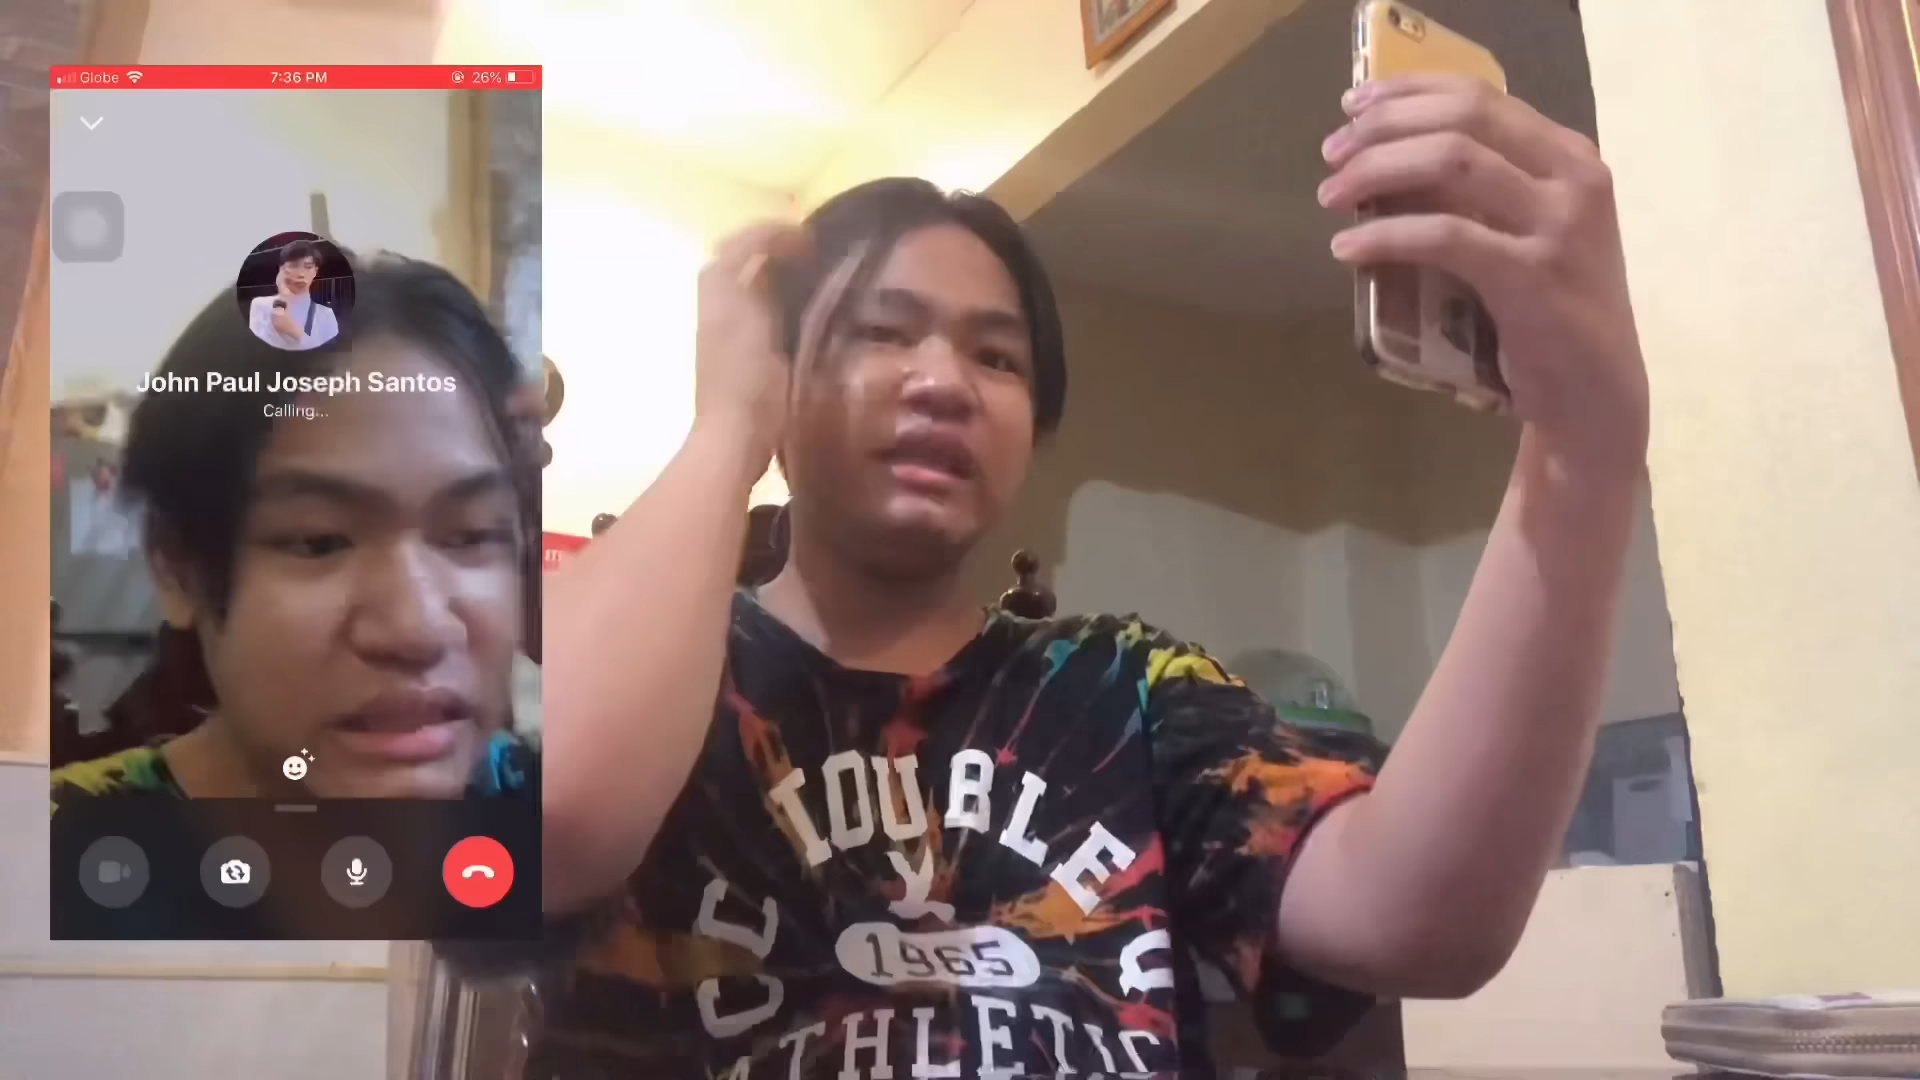 Globe 7:36 PM 26%
John Paul Joseph Santos
Calling...
DOUBLE
1965
ATHLETIC